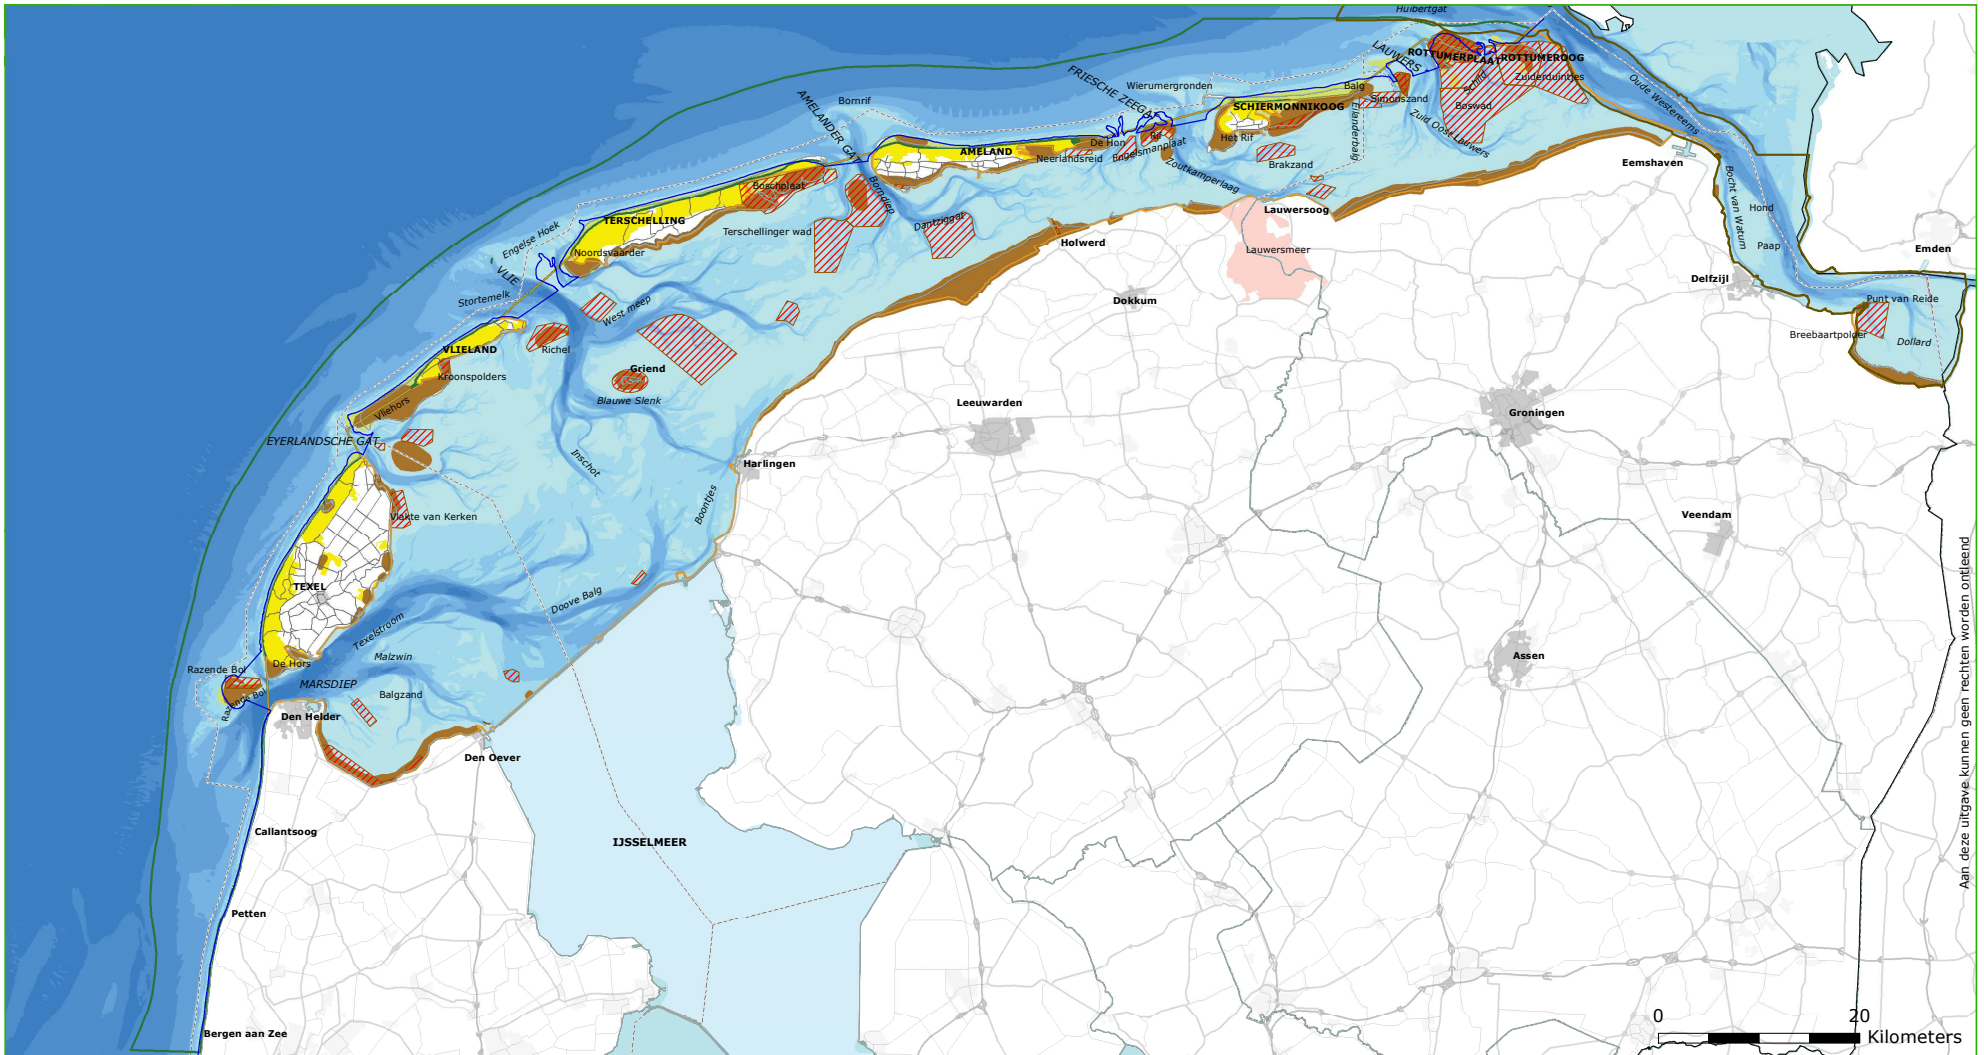 Huibertgat
LAUWERS
ROTTUMERPLAAT
ROTTUMEROOG
Schild
Zuiderduintjes
Boswad
Simonszand
Balg
Oude Westereems
Zuid Oost Lauwers
FRIESCHE ZEEGAT
Wierumergronden
SCHIERMONNIKOOG
Eilanderbalg
Het Rif
Brakzand
Bornrif
AMELANDER GAT
AMELAND
De Hon
Rif
Engelsmanplaat
Neerlandsreid
Zoutkamperlaag
Eemshaven
Bocht van Watum
Hond
Paap
Emden
Delfzijl
Punt van Reide
Breebaartpolder
Dollard
Boschplaat
Borndiep
TERSCHELLING
Terschellinger wad
Dantziggat
Holwerd
Lauwersoog
Lauwersmeer
Engelse Hoek
Noordsvaarder
VLIE
Stortemelk
West meep
Dokkum
VLIELAND
Richel
Kroonspolders
Griend
Blauwe Slenk
Vliehors
Leeuwarden
Groningen
EYERLANDSCHE GAT
Inschot
Harlingen
Boontjes
Vlakte van Kerken
Veendam
TEXEL
Doove Balg
Texelstroom
Malzwin
Assen
Razende Bol
De Hors
MARSDIEP
Balgzand
Razende Bol
Den Helder
Den Oever
Callantsoog
IJSSELMEER
Petten
Bergen aan Zee
Aan deze uitgave kunnen geen rechten worden ontleend
0 20
Kilometers